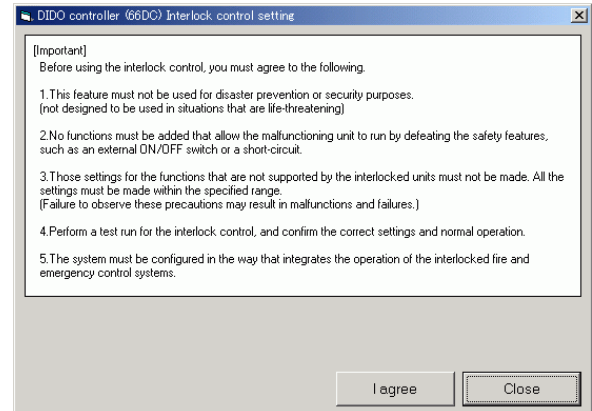 DIDO controller (66DC) Interlock control setting
[Important]
Before using the interlock control, you must agree to the following.
1.This feature must not be used for disaster prevention or security purposes.
(not designed to be used in situations that are life-threatening)
2.No functions must be added that allow the malfunctioning unit to run by defeating the safety features,
such as an external ON/OFF switch or a short-circuit.
3.Those settings for the functions that are not supported by the interlocked units must not be made. All the
settings must be made within the specified range.
(Failure to observe these precautions may result in malfunctions and failures.)
4.Perform a test run for the interlock control, and confirm the correct settings and normal operation.
5.The system must be configured in the way that integrates the operation of the interlocked fire and
emergency control systems.
I agree
Close